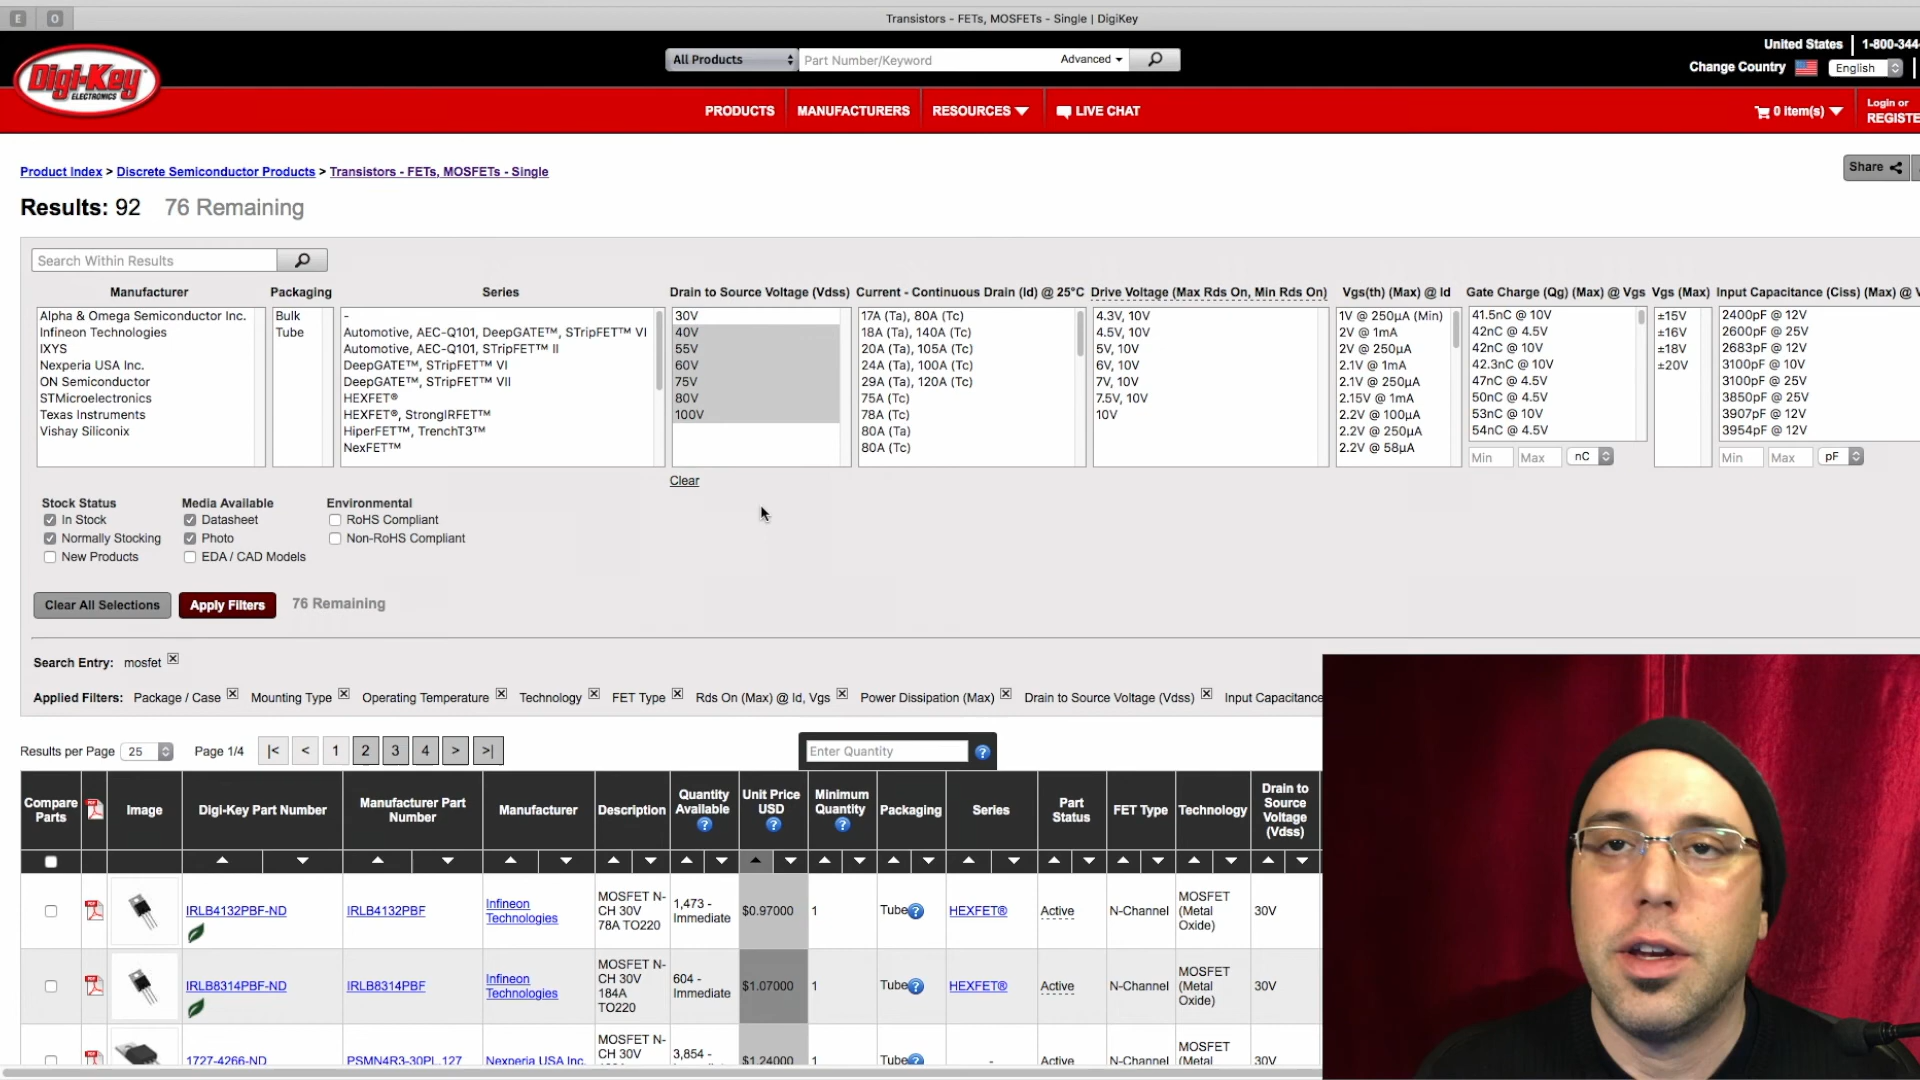 E O
Transistors - FETs, MOSFETs - Single | DigiKey
Digi-Key
ELECTRONICS
All Products
Part Number/Keyword
Advanced
United States
1-800-344
Change Country
English
PRODUCTS
MANUFACTURERS
RESOURCES
LIVE CHAT
0 item(s)
Login or
REGISTE
Product Index > Discrete Semiconductor Products > Transistors - FETs, MOSFETs - Single
Share
Results: 92 76 Remaining
Search Within Results
Manufacturer
Alpha & Omega Semiconductor Inc.
Infineon Technologies
IXYS
Nexperia USA Inc.
ON Semiconductor
STMicroelectronics
Texas Instruments
Vishay Siliconix
Packaging
Bulk
Tube
Series
-
Automotive, AEC-Q101, DeepGATE™, STripFET™ VI
Automotive, AEC-Q101, STripFET™ II
DeepGATE™, STripFET™ VI
DeepGATE™, STripFET™ VII
HEXFET®
HEXFET®, StrongIRFET™
HiperFET™, TrenchT3™
NexFET™
Drain to Source Voltage (Vdss)
30V
40V
55V
60V
75V
80V
100V
Clear
Current - Continuous Drain (Id) @ 25°C
17A (Ta), 80A (Tc)
18A (Ta), 140A (Tc)
20A (Ta), 105A (Tc)
24A (Ta), 100A (Tc)
29A (Ta), 120A (Tc)
75A (Tc)
78A (Tc)
80A (Ta)
80A (Tc)
Drive Voltage (Max Rds On, Min Rds On)
4.3V, 10V
4.5V, 10V
5V, 10V
6V, 10V
7V, 10V
7.5V, 10V
10V
Vgs(th) (Max) @ Id
1V @ 250µA (Min)
2V @ 1mA
2V @ 250µA
2.1V @ 1mA
2.1V @ 250µA
2.15V @ 1mA
2.2V @ 100µA
2.2V @ 250µA
2.2V @ 58µA
Gate Charge (Qg) (Max) @ Vgs
41.5nC @ 10V
42nC @ 4.5V
42nC @ 10V
42.3nC @ 10V
47nC @ 4.5V
50nC @ 4.5V
53nC @ 10V
54nC @ 10V
Min Max nC
Vgs (Max)
±15V
±16V
±18V
±20V
Input Capacitance (Ciss) (Max) @ V
2400pF @ 12V
2600pF @ 25V
2683pF @ 12V
3100pF @ 10V
3100pF @ 25V
3850pF @ 25V
3907pF @ 12V
3954pF @ 12V
Min Max pF
Stock Status
In Stock
Normally Stocking
New Products
Media Available
Datasheet
Photo
EDA / CAD Models
Environmental
RoHS Compliant
Non-RoHS Compliant
Clear All Selections
Apply Filters
76 Remaining
Search Entry: mosfet
Applied Filters: Package / Case Mounting Type Operating Temperature Technology FET Type Rds On (Max) @ Id, Vgs Power Dissipation (Max) Drain to Source Voltage (Vdss) Input Capacitance
Results per Page 25 Page 1/4 |< < 1 2 3 4 > >|
Enter Quantity
Compare Parts
Image
Digi-Key Part Number
Manufacturer Part Number
Manufacturer
Description
Quantity Available
Unit Price USD
Minimum Quantity
Packaging
Series
Part Status
FET Type
Technology
Drain to Source Voltage (Vdss)
IRLB4132PBF-ND
IRLB4132PBF
Infineon Technologies
MOSFET N-CH 30V 78A TO220
1,473 - Immediate
$0.97000
1
Tube
HEXFET®
Active
N-Channel
MOSFET (Metal Oxide)
30V
IRLB8314PBF-ND
IRLB8314PBF
Infineon Technologies
MOSFET N-CH 30V 184A TO220
604 - Immediate
$1.07000
1
Tube
HEXFET®
Active
N-Channel
MOSFET (Metal Oxide)
30V
1727-4266-ND
PSMN4R3-30PL,127
Nexperia USA Inc.
MOSFET N-CH 30V
3,854 -
$1.24000
1
Tube
-
Active
N-Channel
MOSFET (Metal
30V